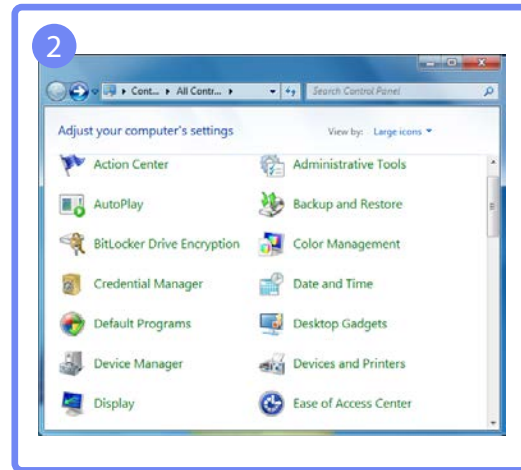 2
Cont... ▸ All Contr... ▸ Search Control Panel
Adjust your computer's settings View by: Large icons
Action Center Administrative Tools
AutoPlay Backup and Restore
BitLocker Drive Encryption Color Management
Credential Manager Date and Time
Default Programs Desktop Gadgets
Device Manager Devices and Printers
Display Ease of Access Center